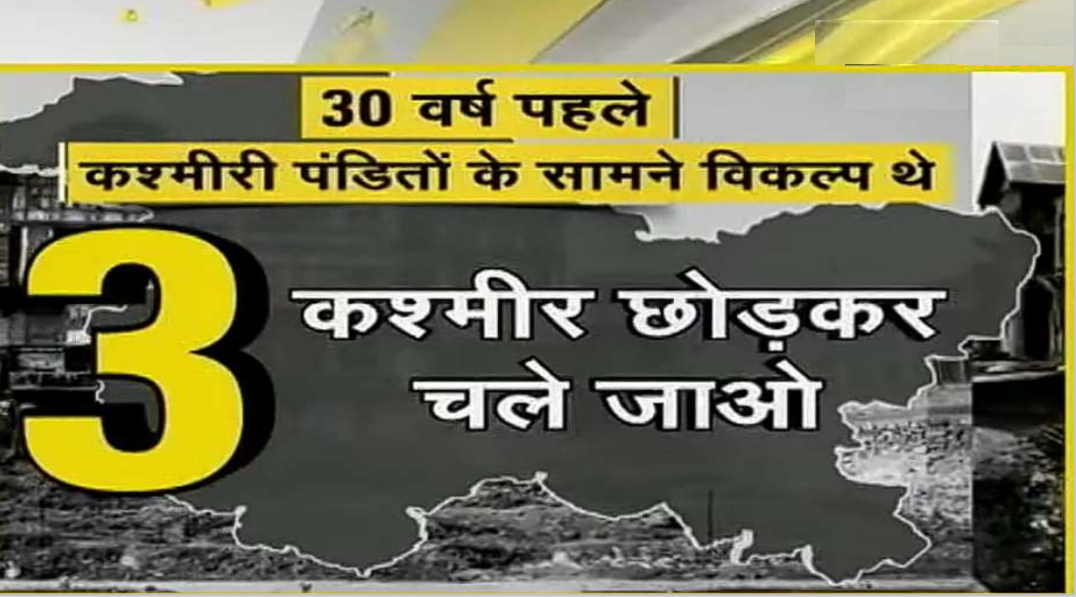 30 वर्ष पहले
कश्मीरी पंडितों के सामने विकल्प थे
3
कश्मीर छोड़कर
चले जाओ